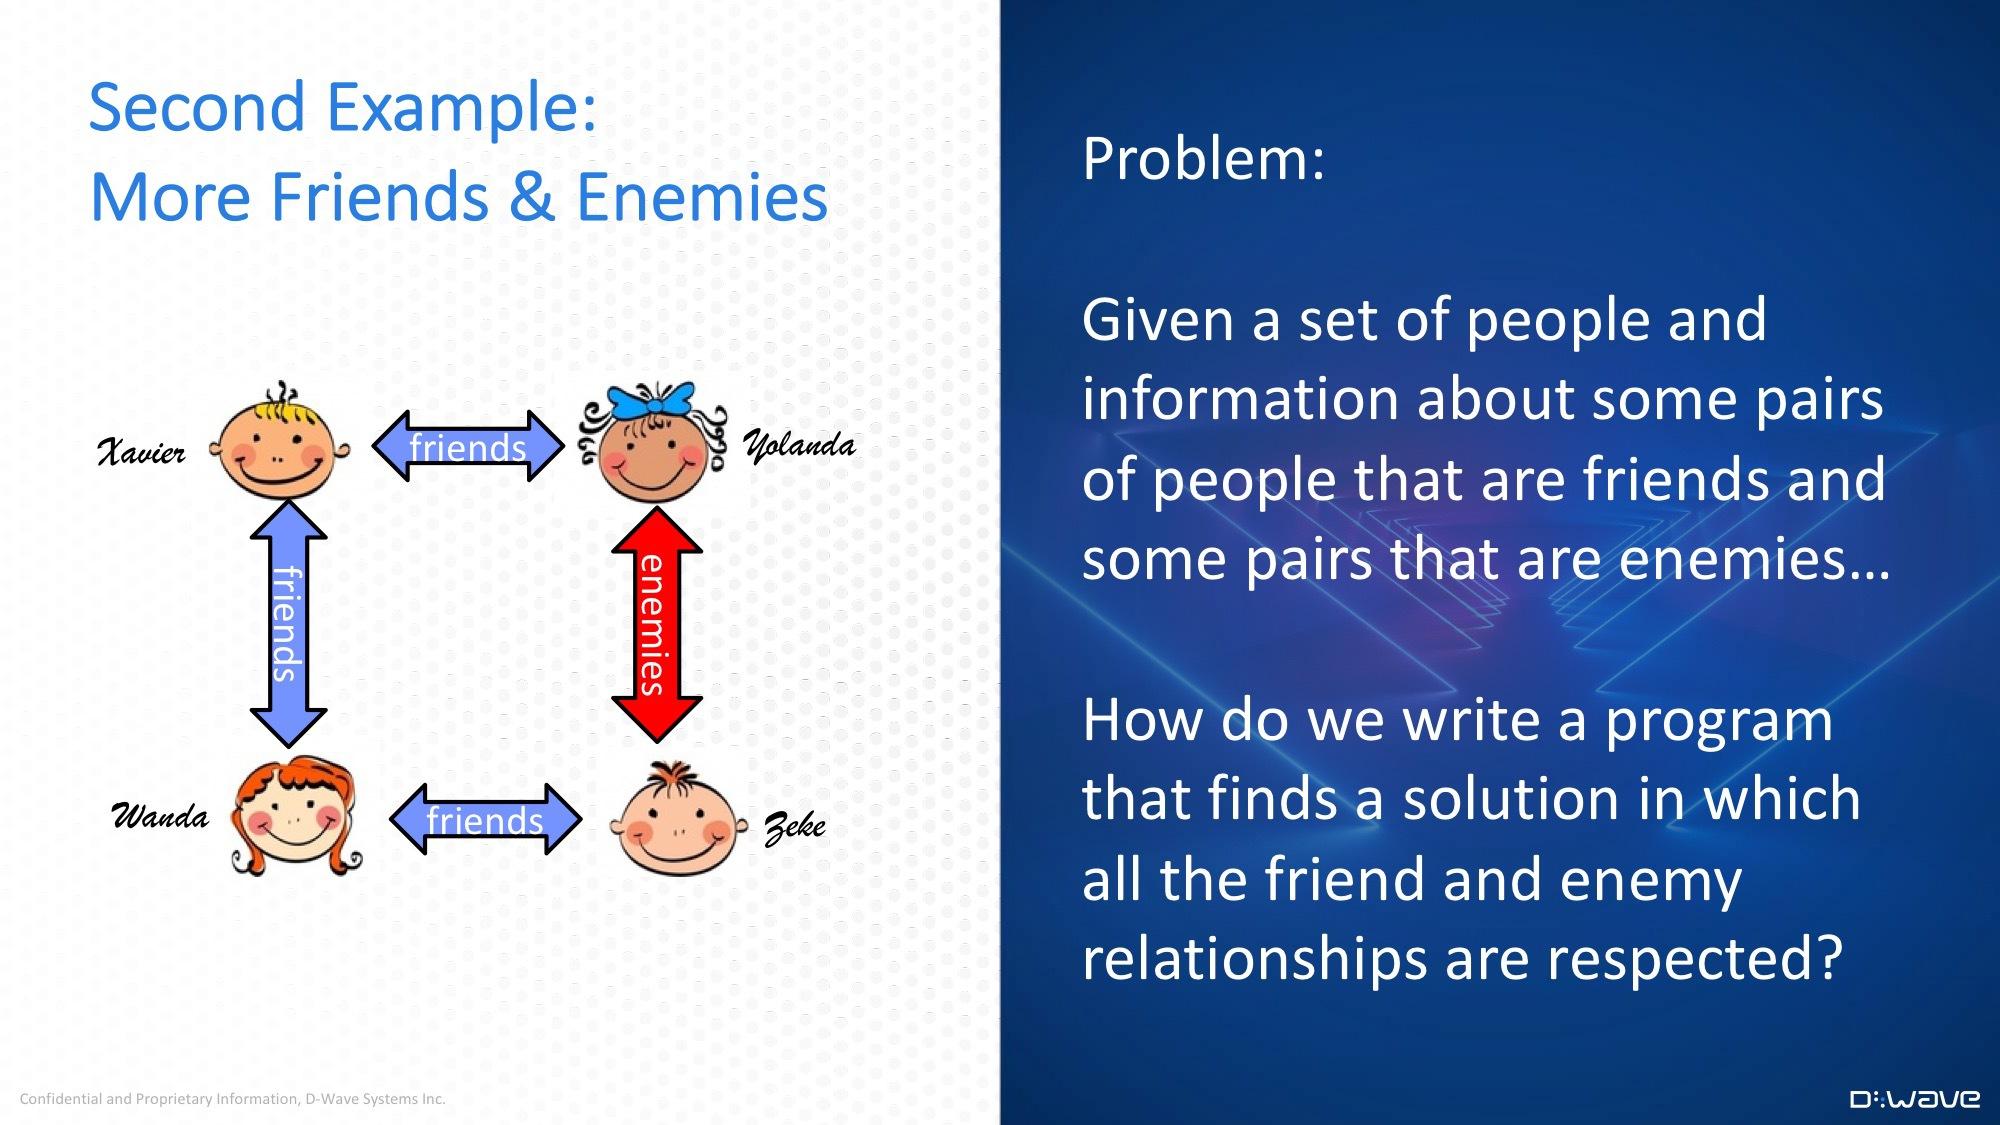 Second Example:
More Friends & Enemies
Xavier
friends
Yolanda
friends
enemies
Wanda
friends
Zeke
Problem:
Given a set of people and
information about some pairs
of people that are friends and
some pairs that are enemies…
How do we write a program
that finds a solution in which
all the friend and enemy
relationships are respected?
Confidential and Proprietary Information, D-Wave Systems Inc.
D:wave